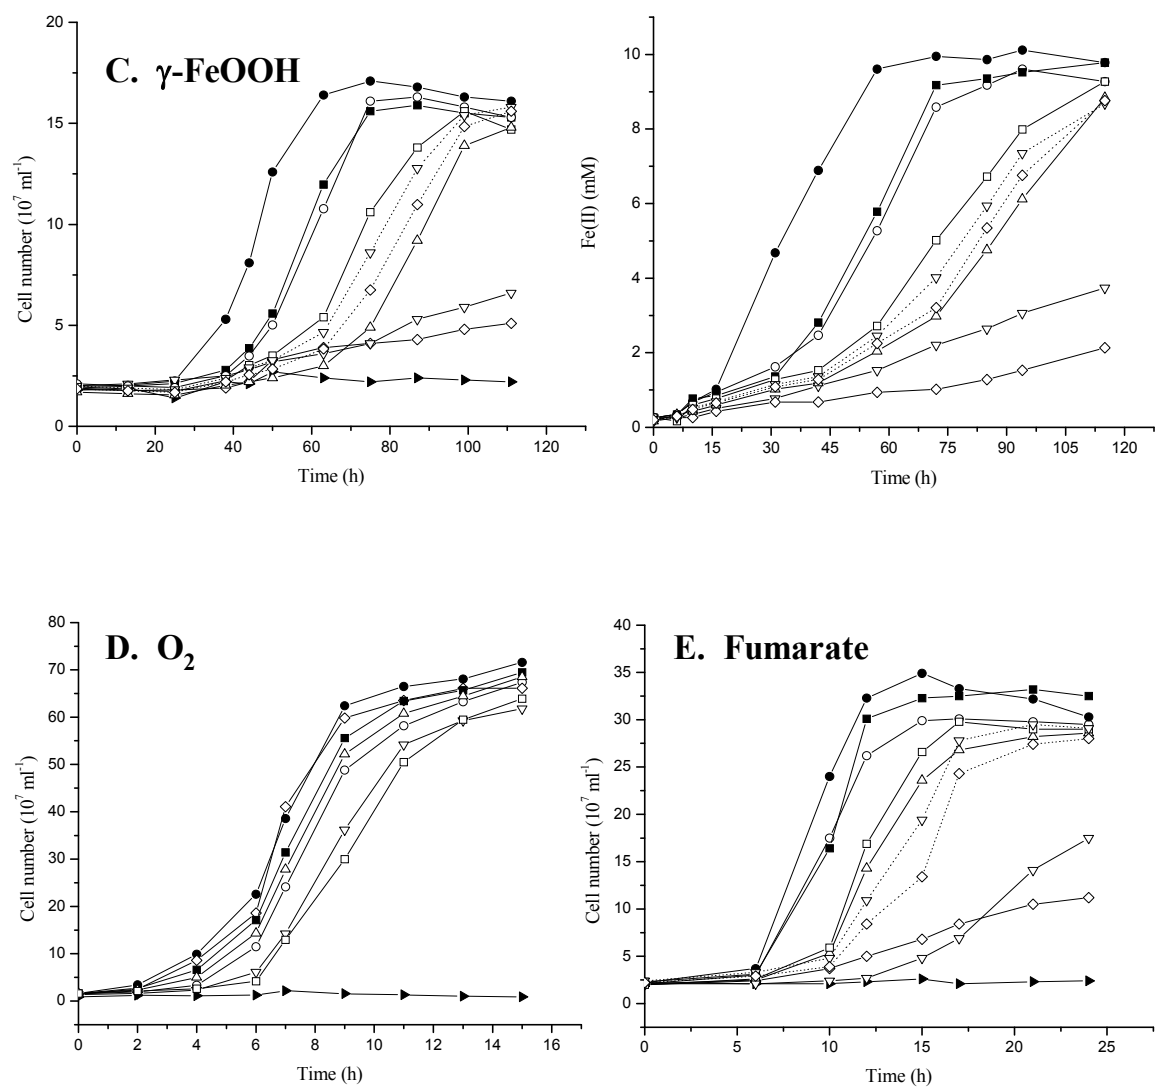 C. γ-FeOOH
20
15
10
5
0
Cell number (10⁷ ml⁻¹)
0 20 40 60 80 100 120
Time (h)
10
8
6
4
2
0
Fe(II) (mM)
0 15 30 45 60 75 90 105 120
Time (h)
D. O₂
80
70
60
50
40
30
20
10
0
Cell number (10⁷ ml⁻¹)
0 2 4 6 8 10 12 14 16
Time (h)
E. Fumarate
40
35
30
25
20
15
10
5
0
Cell number (10⁷ ml⁻¹)
0 5 10 15 20 25
Time (h)